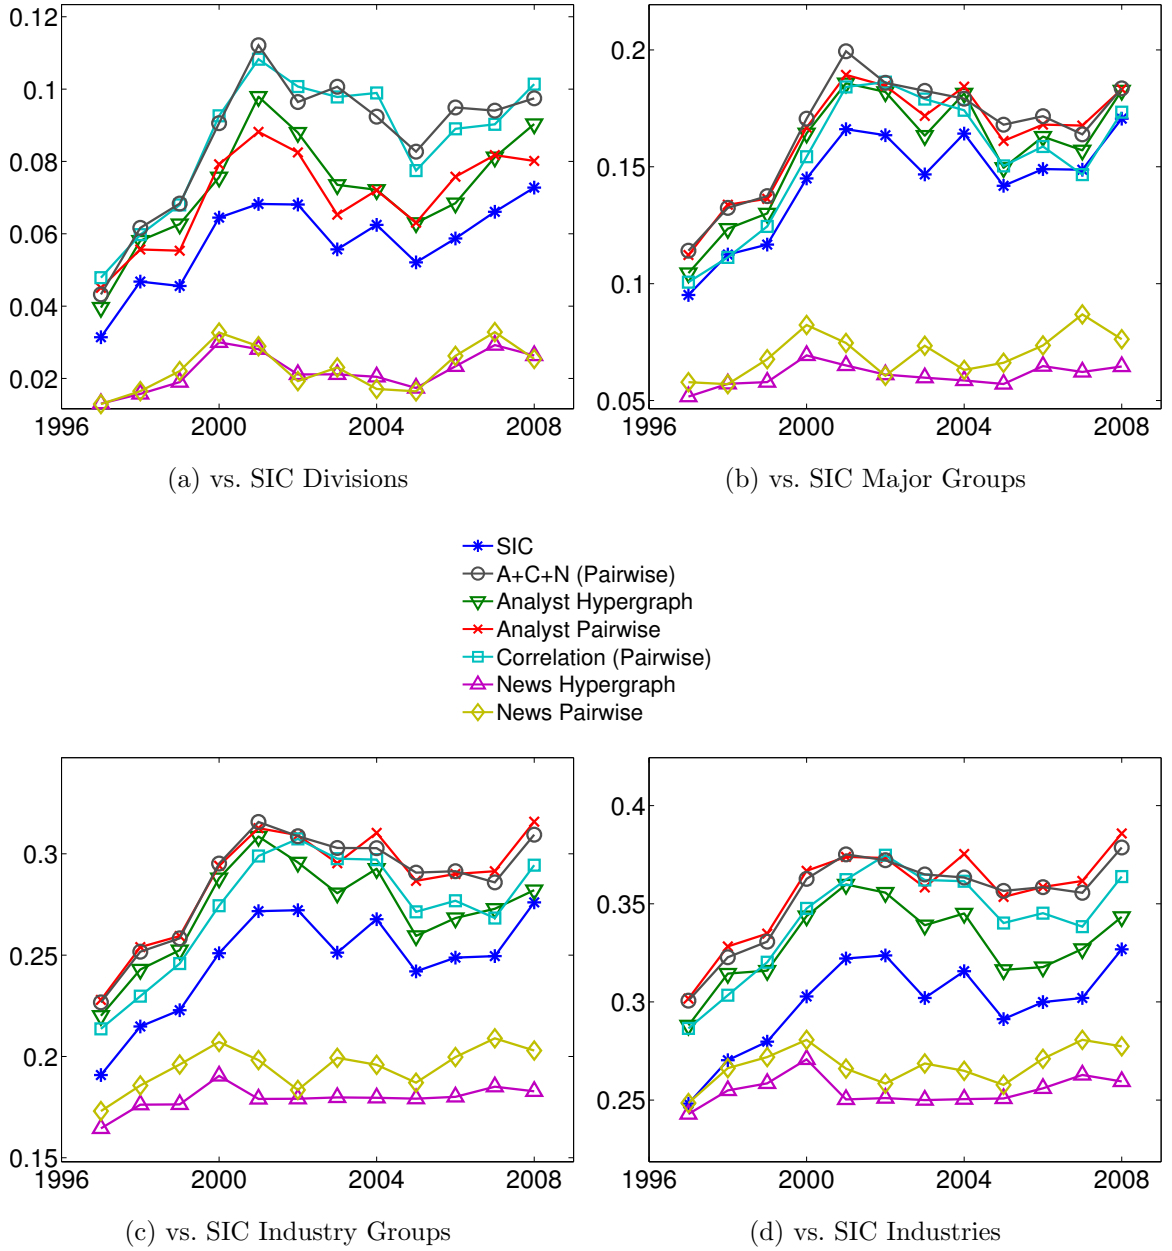 0.12
0.1
0.08
0.06
0.04
0.02
1996 2000 2004 2008
(a) vs. SIC Divisions
0.2
0.15
0.1
0.05
1996 2000 2004 2008
(b) vs. SIC Major Groups
SIC
A+C+N (Pairwise)
Analyst Hypergraph
Analyst Pairwise
Correlation (Pairwise)
News Hypergraph
News Pairwise
0.3
0.25
0.2
0.15
1996 2000 2004 2008
(c) vs. SIC Industry Groups
0.4
0.35
0.3
0.25
1996 2000 2004 2008
(d) vs. SIC Industries